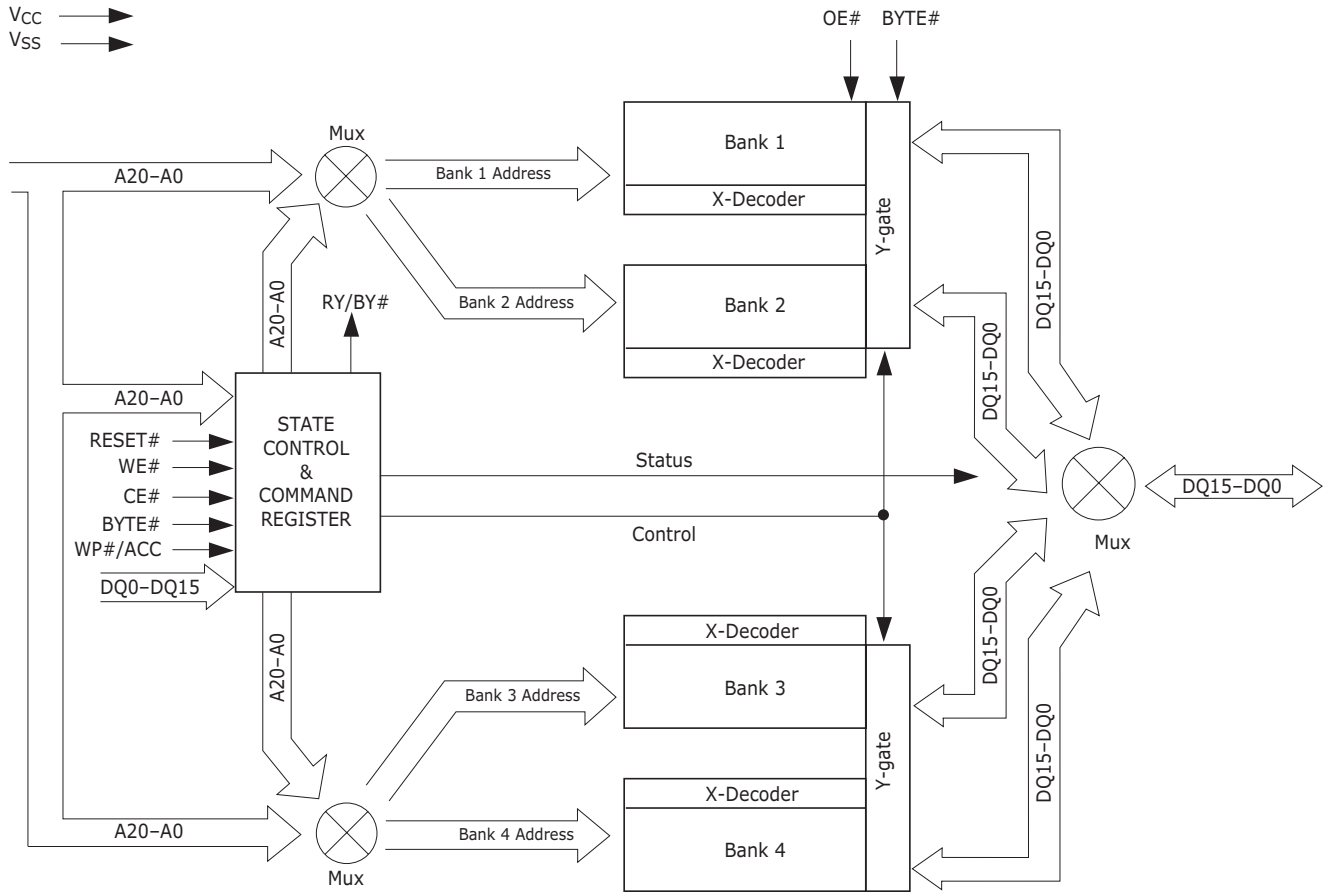 VCC
VSS
OE# BYTE#
Mux
A20–A0
Bank 1 Address
Bank 1
X-Decoder
Y-gate
DQ15–DQ0
A20–A0
RY/BY#
Bank 2 Address
Bank 2
X-Decoder
DQ15–DQ0
A20–A0
RESET#
WE#
CE#
BYTE#
WP#/ACC
DQ0–DQ15
STATE
CONTROL
&
COMMAND
REGISTER
Status
Control
DQ15–DQ0
Mux
A20–A0
X-Decoder
Bank 3 Address
Bank 3
Y-gate
DQ15–DQ0
DQ15–DQ0
A20–A0
Mux
Bank 4 Address
X-Decoder
Bank 4